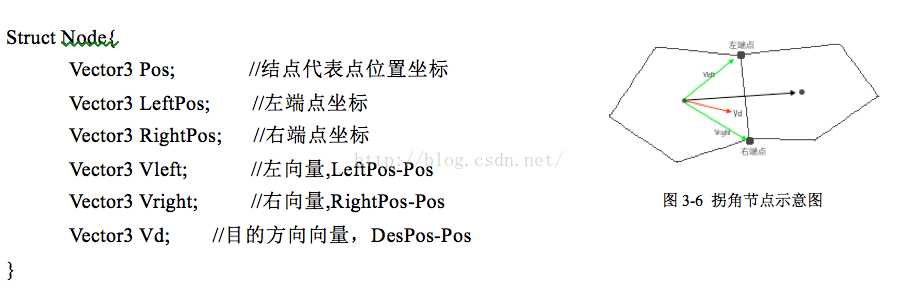 Struct Node{
Vector3 Pos; //结点代表点位置坐标
Vector3 LeftPos; //左端点坐标
Vector3 RightPos; //右端点坐标
Vector3 Vleft; //左向量,LeftPos-Pos
Vector3 Vright; //右向量,RightPos-Pos
Vector3 Vd; //目的方向向量，DesPos-Pos
}
http://blog.csdn.net/
左端点
Vleft
Vd
Vright
右端点
图 3-6 拐角节点示意图